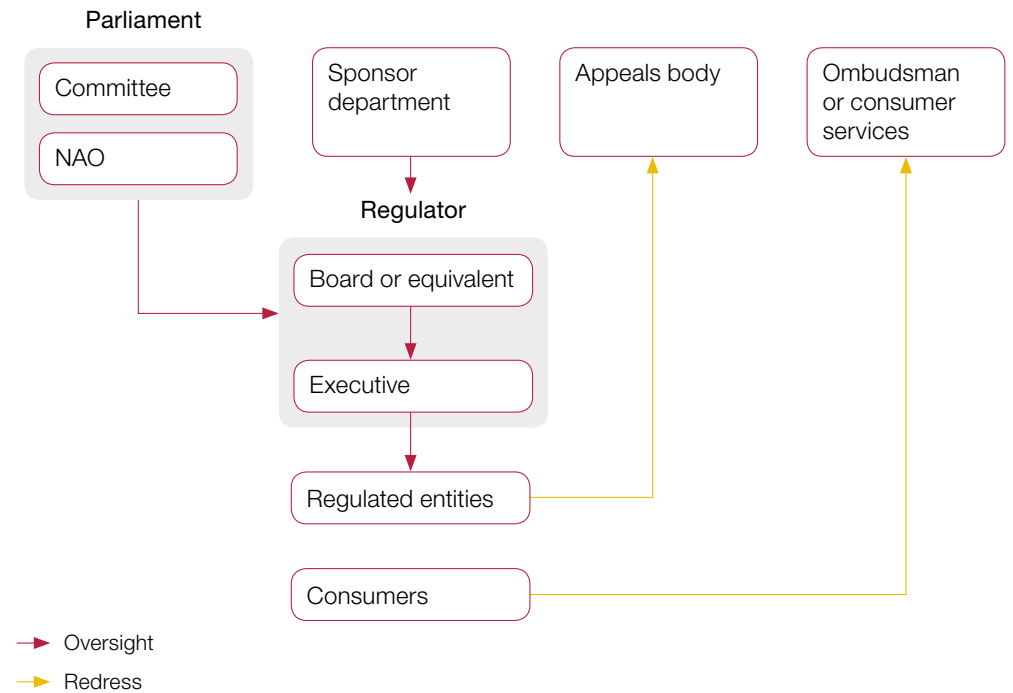 Parliament
Committee
NAO
Sponsor
department
Appeals body
Ombudsman
or consumer
services
Regulator
Board or equivalent
Executive
Regulated entities
Consumers
Oversight
Redress